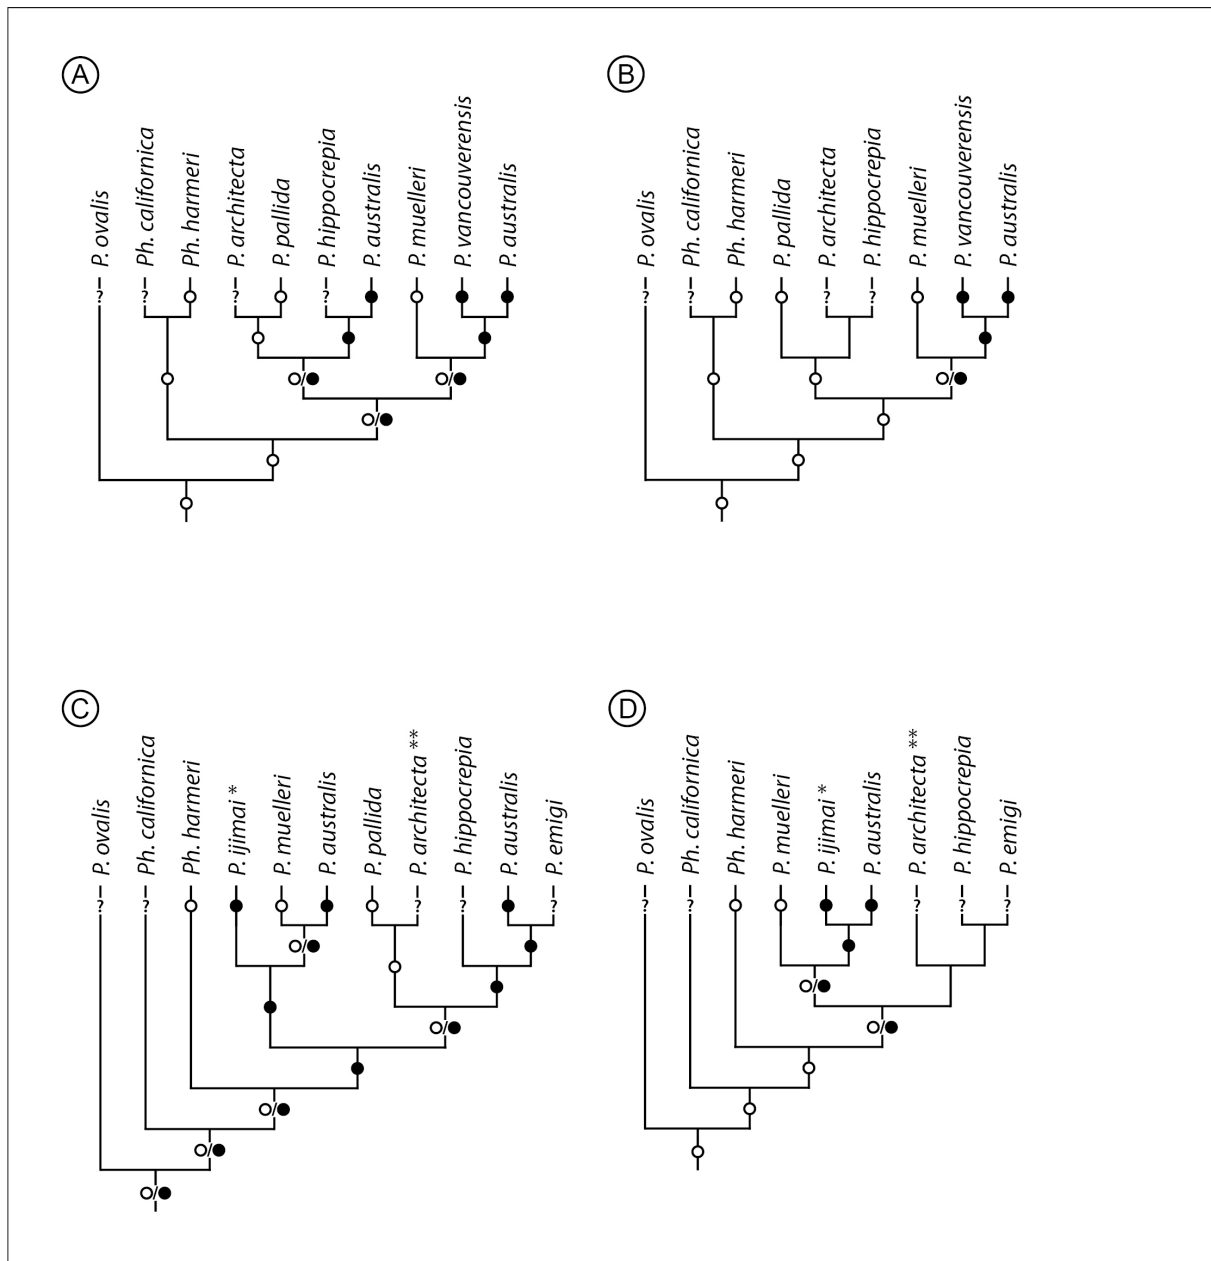 A
P. ovalis
Ph. californica
Ph. harmeri
P. architecta
P. pallida
P. hippocrepia
P. australis
P. muelleri
P. vancouverensis
P. australis
? ? ? ?
/ /
/
B
P. ovalis
Ph. californica
Ph. harmeri
P. pallida
P. architecta
P. hippocrepia
P. muelleri
P. vancouverensis
P. australis
? ? ? ?
/
C
P. ovalis
Ph. californica
Ph. harmeri
P. ijimai *
P. muelleri
P. australis
P. pallida
P. architecta **
P. hippocrepia
P. australis
P. emigi
? ? ? ? ?
/
/
/
/
/
D
P. ovalis
Ph. californica
Ph. harmeri
P. muelleri
P. ijimai *
P. australis
P. architecta **
P. hippocrepia
P. emigi
? ? ? ? ?
/
/